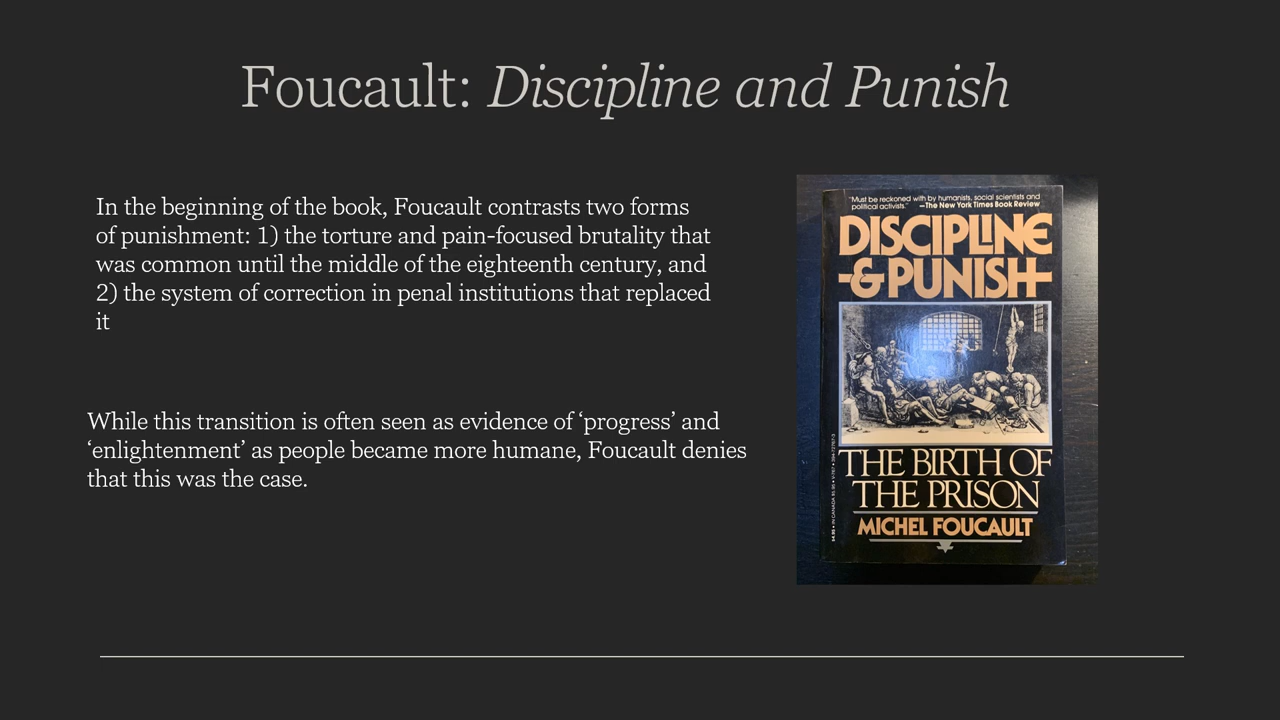 Foucault: Discipline and Punish
In the beginning of the book, Foucault contrasts two forms
of punishment: 1) the torture and pain-focused brutality that
was common until the middle of the eighteenth century, and
2) the system of correction in penal institutions that replaced
it
While this transition is often seen as evidence of ‘progress’ and
‘enlightenment’ as people became more humane, Foucault denies
that this was the case.
"Must be reckoned with by humanists, social scientists and
political activists." —The New York Times Book Review
DISCIPLINE
&PUNISH
THE BIRTH OF
THE PRISON
MICHEL FOUCAULT